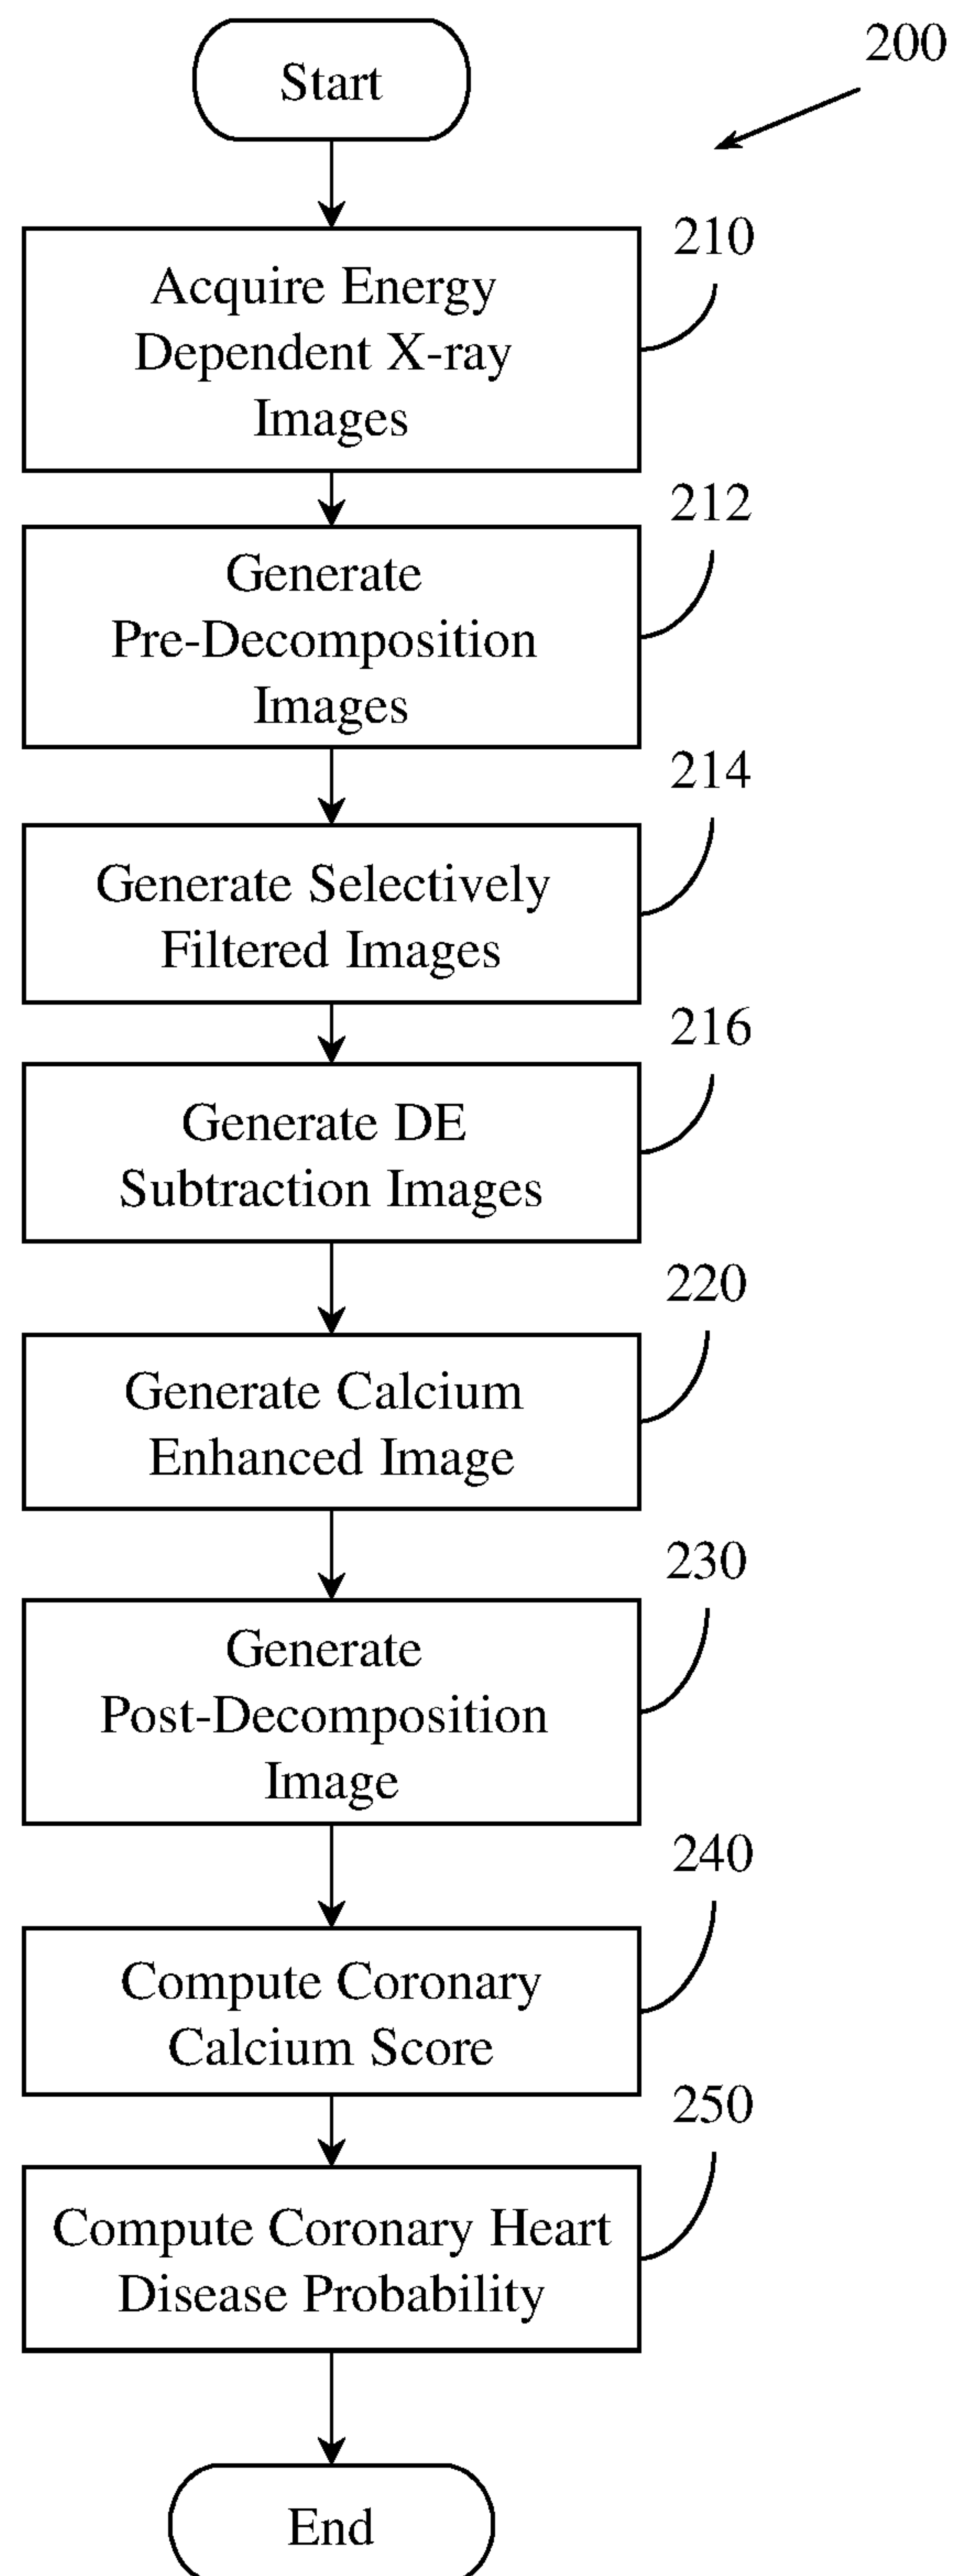 Start
200
210
Acquire Energy
Dependent X-ray
Images
212
Generate
Pre-Decomposition
Images
214
Generate Selectively
Filtered Images
216
Generate DE
Subtraction Images
220
Generate Calcium
Enhanced Image
230
Generate
Post-Decomposition
Image
240
Compute Coronary
Calcium Score
250
Compute Coronary Heart
Disease Probability
End